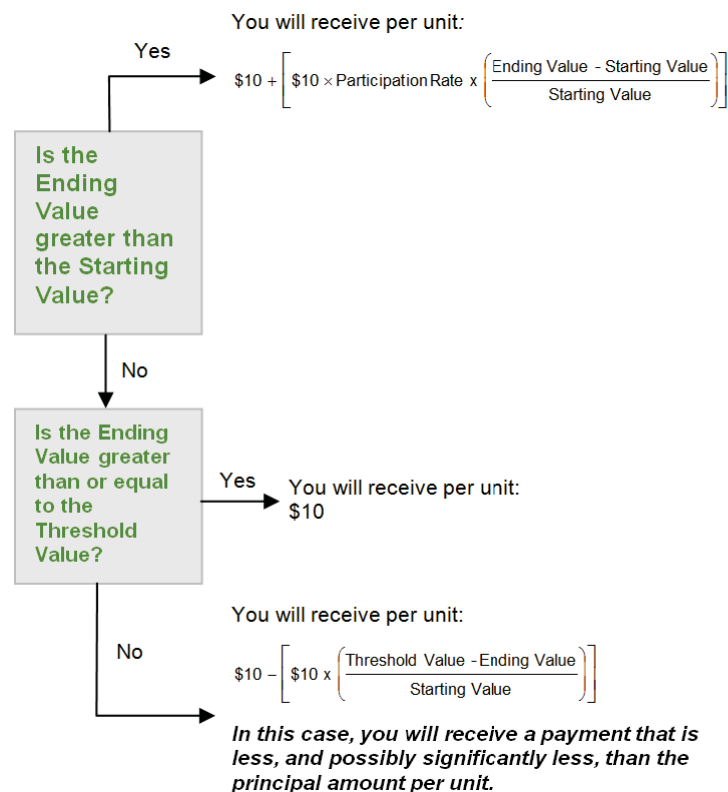 You will receive per unit:
Yes
$10 + [ $10 × Participation Rate x ( Ending Value - Starting Value
Starting Value ) ]
Is the
Ending
Value
greater than
the Starting
Value?
No
Is the Ending
Value greater
than or equal
to the
Threshold
Value?
Yes
You will receive per unit:
$10
No
You will receive per unit:
$10 − [ $10 x ( Threshold Value - Ending Value
Starting Value ) ]
In this case, you will receive a payment that is
less, and possibly significantly less, than the
principal amount per unit.